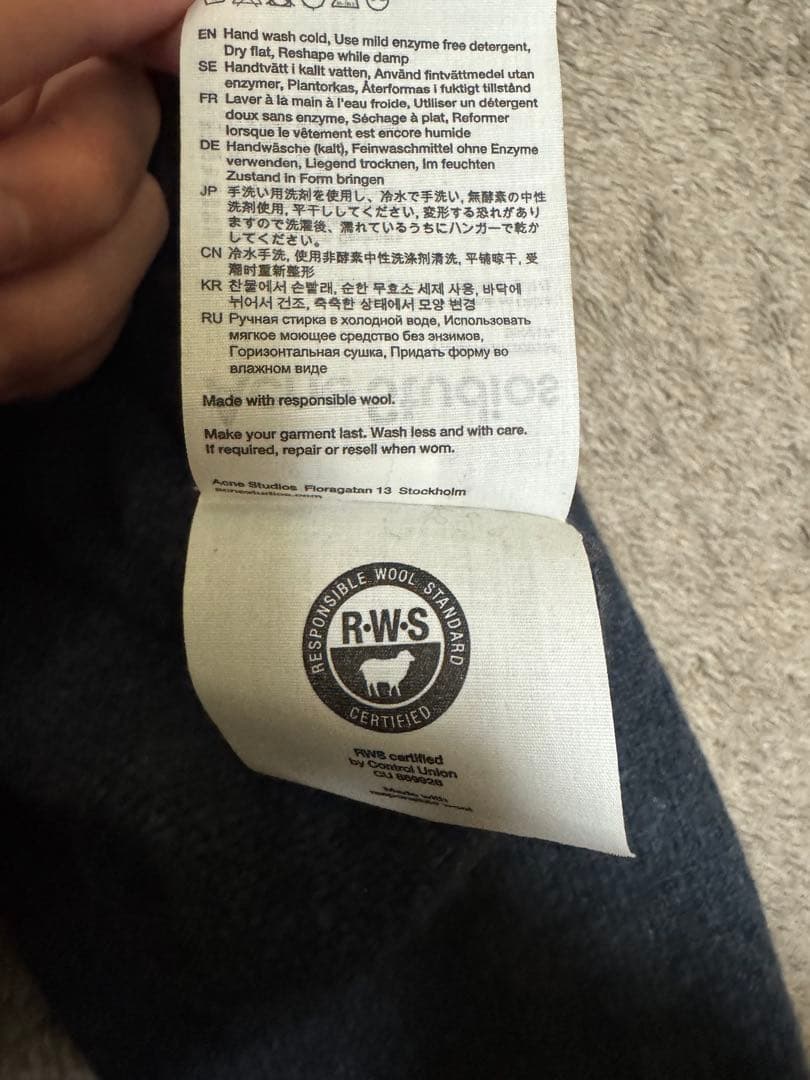 EN Hand wash cold, Use mild enzyme free detergent,
Dry flat, Reshape while damp
SE Handtvätt i kallt vatten, Använd fintvättmedel utan
enzymer, Plantorkas, Återformas i fuktigt tillstånd
FR Laver à la main à l'eau froide, Utiliser un détergent
doux sans enzyme, Séchage à plat, Reformer
lorsque le vêtement est encore humide
DE Handwäsche (kalt), Feinwaschmittel ohne Enzyme
verwenden, Liegend trocknen, Im feuchten
Zustand in Form bringen
JP 手洗い用洗剤を使用し、冷水で手洗い, 無酵素の中性
洗剤使用, 平干ししてください, 変形する恐れがあり
ますので洗濯後、濡れているうちにハンガーで乾か
してください。
CN 冷水手洗, 使用非酵素中性洗涤剂清洗, 平铺晾干, 受
潮时重新整形
KR 찬물에서 손빨래, 순한 무효소 세제 사용, 바닥에
뉘어서 건조, 축축한 상태에서 모양 변경
RU Ручная стирка в холодной воде, Использовать
мягкое моющее средство без энзимов,
Горизонтальная сушка, Придать форму во
влажном виде
Made with responsible wool.
Make your garment last. Wash less and with care.
If required, repair or resell when worn.
Acne Studios Floragatan 13 Stockholm
acnestudios.com
RESPONSIBLE WOOL STANDARD
R·W·S
CERTIFIED
RWS certified
by Control Union
Made with
responsible wool